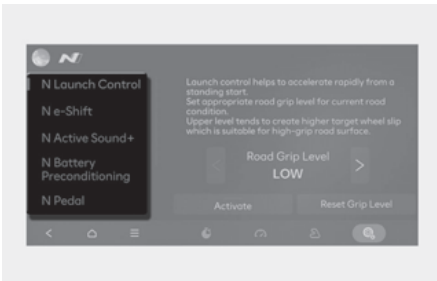 N
N Launch Control
N e-Shift
N Active Sound+
N Battery
Preconditioning
N Pedal
Launch control helps to accelerate rapidly from a
standing start.
Set appropriate road grip level for current road
condition.
Upper level tends to create higher target wheel slip
which is suitable for high-grip road surface.
Road Grip Level
LOW
Activate
Reset Grip Level